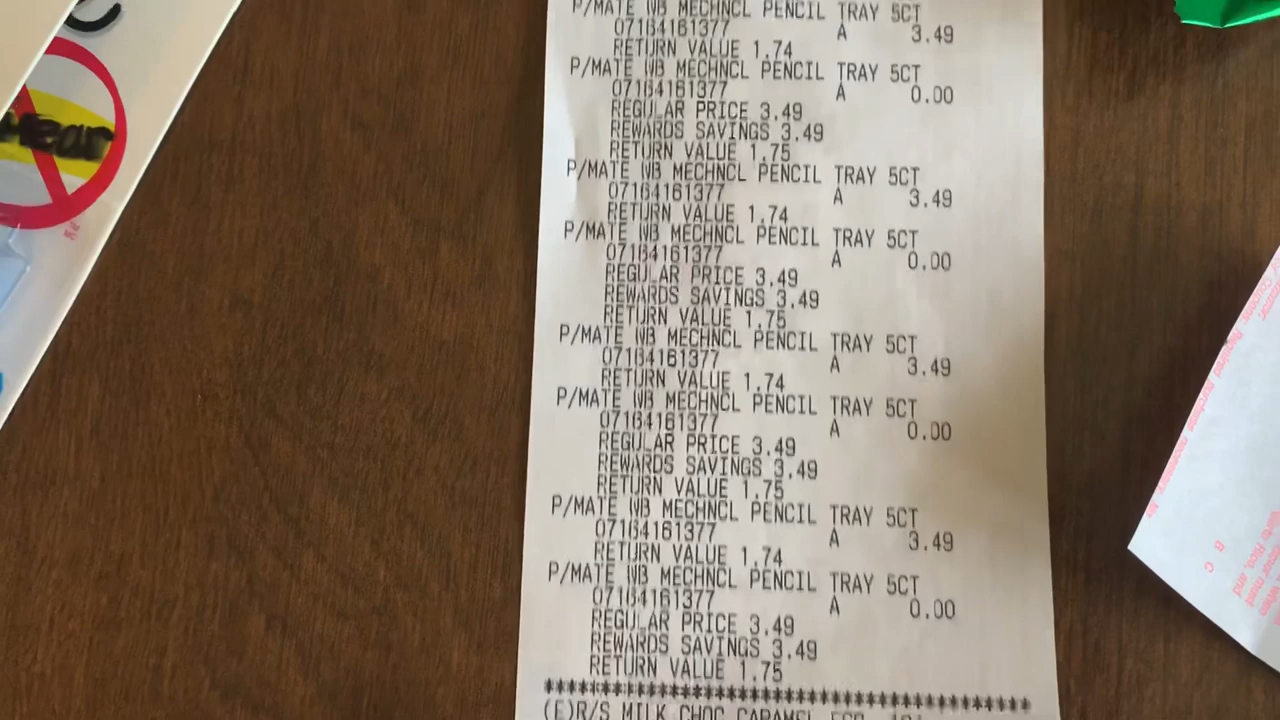 P/MATE WB MECHNCL PENCIL TRAY 5CT
07164161377 A 3.49
RETURN VALUE 1.74
P/MATE WB MECHNCL PENCIL TRAY 5CT
07164161377 A 0.00
REGULAR PRICE 3.49
REWARDS SAVINGS 3.49
RETURN VALUE 1.75
P/MATE WB MECHNCL PENCIL TRAY 5CT
07164161377 A 3.49
RETURN VALUE 1.74
P/MATE WB MECHNCL PENCIL TRAY 5CT
07164161377 A 0.00
REGULAR PRICE 3.49
REWARDS SAVINGS 3.49
RETURN VALUE 1.75
P/MATE WB MECHNCL PENCIL TRAY 5CT
07164161377 A 3.49
RETURN VALUE 1.74
P/MATE WB MECHNCL PENCIL TRAY 5CT
07164161377 A 0.00
REGULAR PRICE 3.49
REWARDS SAVINGS 3.49
RETURN VALUE 1.75
P/MATE WB MECHNCL PENCIL TRAY 5CT
07164161377 A 3.49
RETURN VALUE 1.74
P/MATE WB MECHNCL PENCIL TRAY 5CT
07164161377 A 0.00
REGULAR PRICE 3.49
REWARDS SAVINGS 3.49
RETURN VALUE 1.75
***********************************
(E)R/S MILK CHOC CARAMEL